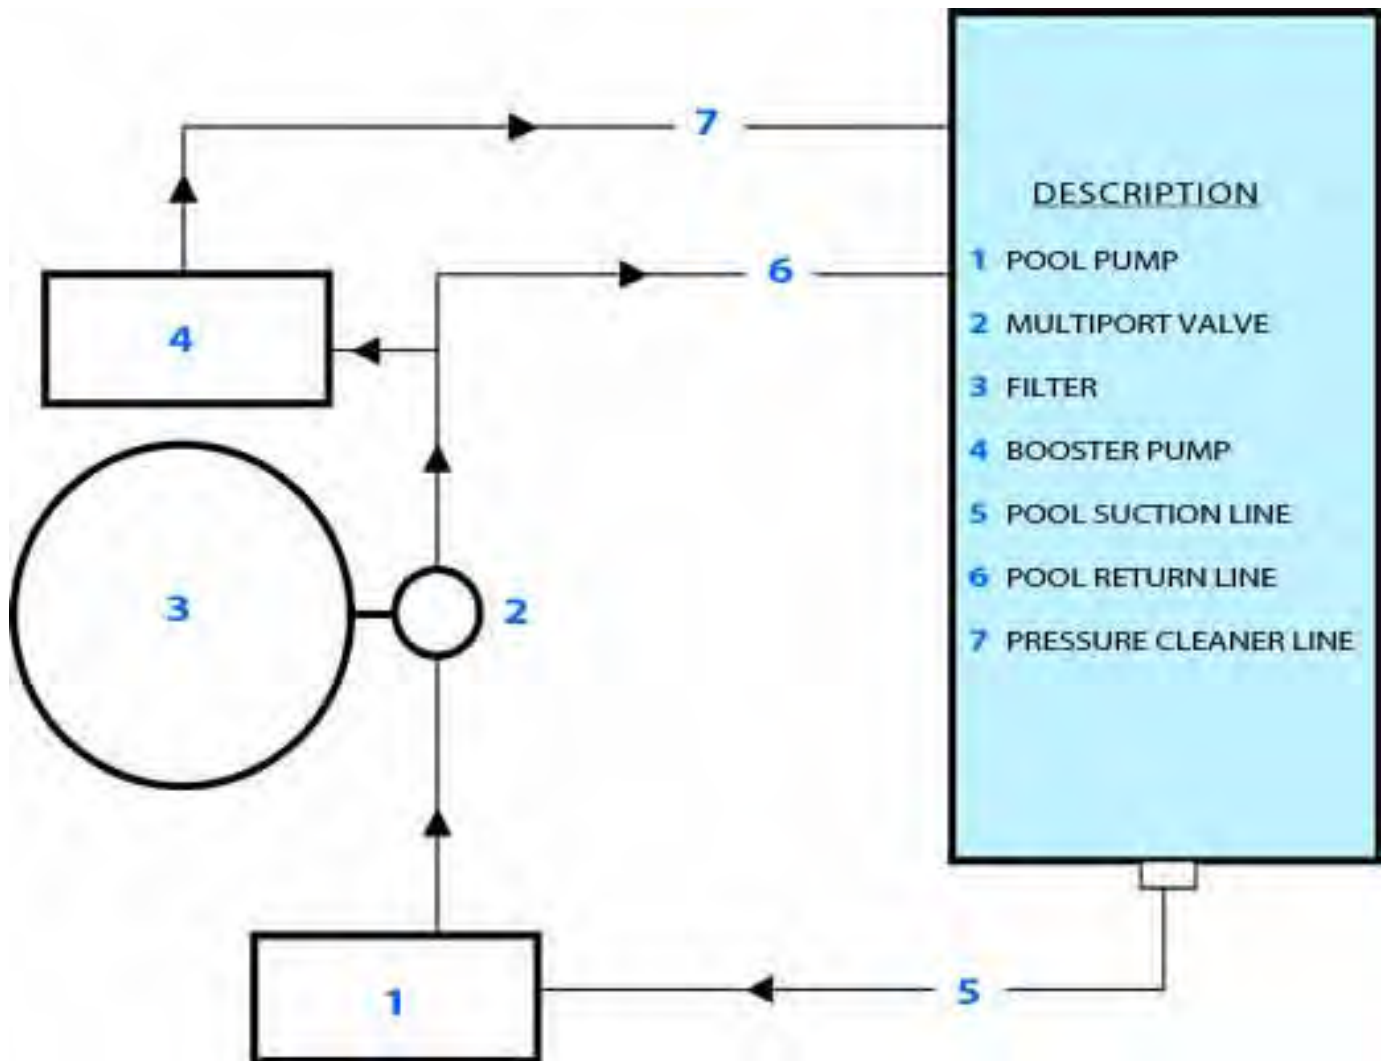 7
DESCRIPTION
6
1 POOL PUMP
2 MULTIPORT VALVE
4
3 FILTER
4 BOOSTER PUMP
5 POOL SUCTION LINE
6 POOL RETURN LINE
3
2
7 PRESSURE CLEANER LINE
1
5